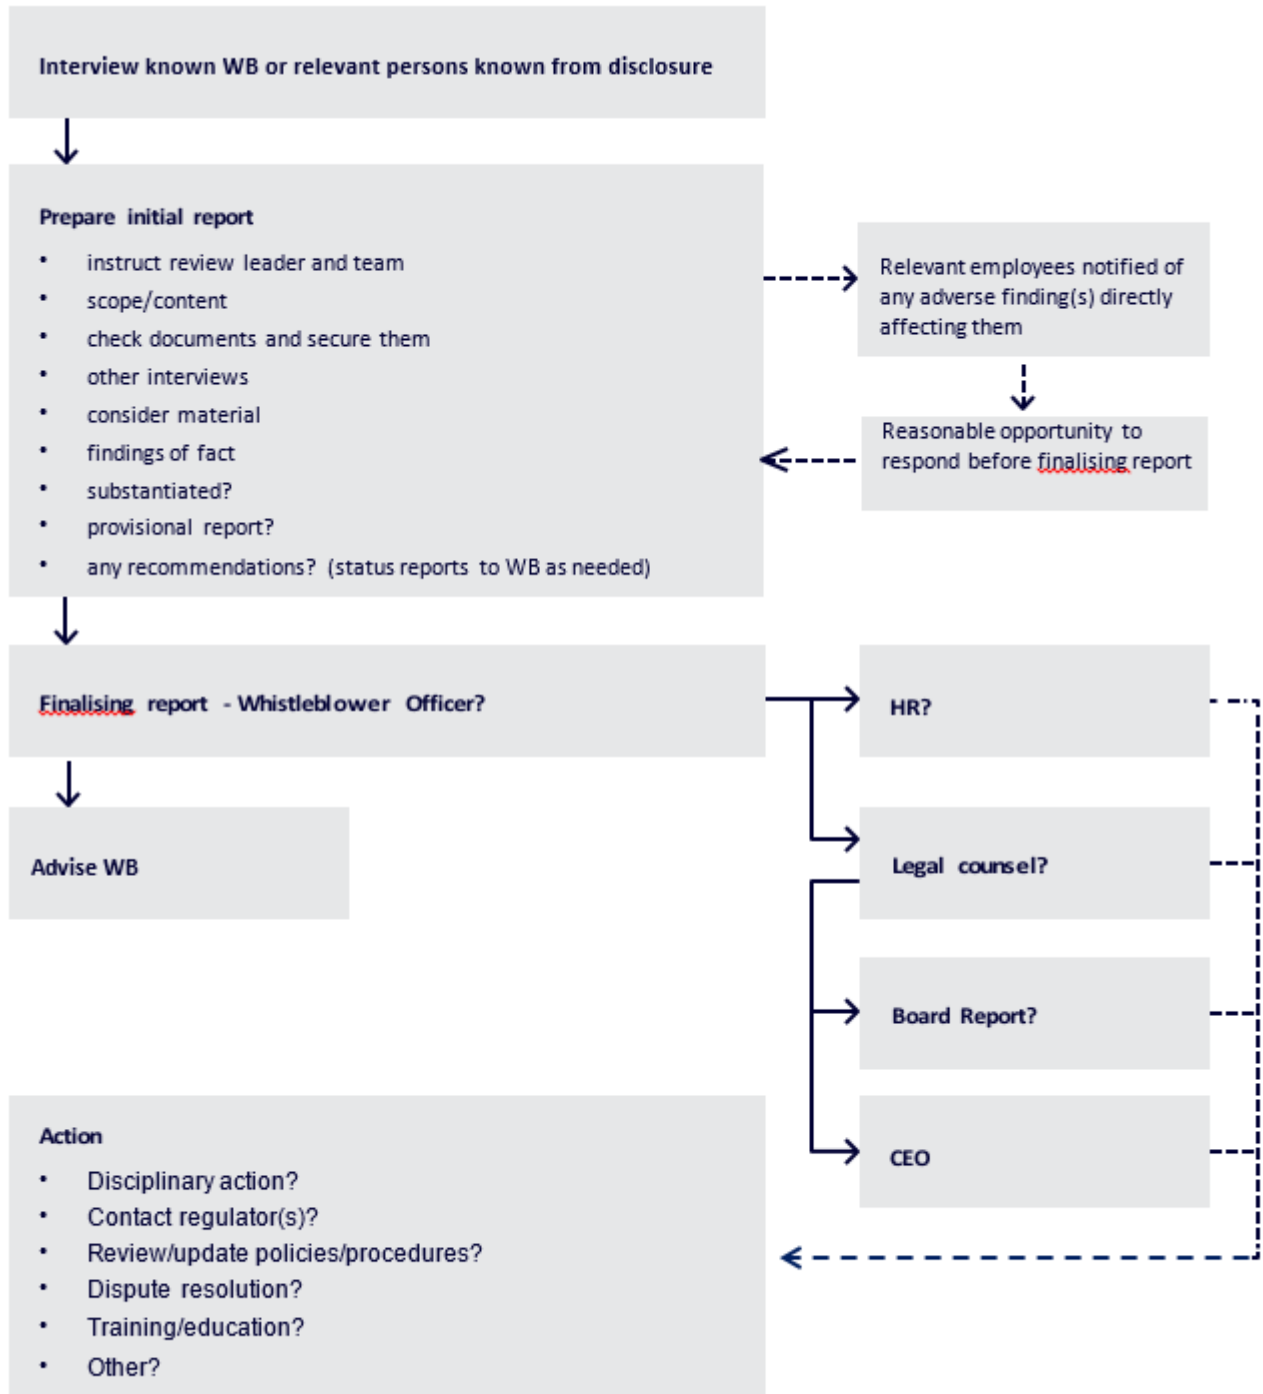 Interview known WB or relevant persons known from disclosure
Prepare initial report
• instruct review leader and team
• scope/content
• check documents and secure them
• other interviews
• consider material
• findings of fact
• substantiated?
• provisional report?
• any recommendations? (status reports to WB as needed)
Relevant employees notified of
any adverse finding(s) directly
affecting them
Reasonable opportunity to
respond before finalising report
Finalising report - Whistleblower Officer?
HR?
Advise WB
Legal counsel?
Board Report?
CEO
Action
• Disciplinary action?
• Contact regulator(s)?
• Review/update policies/procedures?
• Dispute resolution?
• Training/education?
• Other?